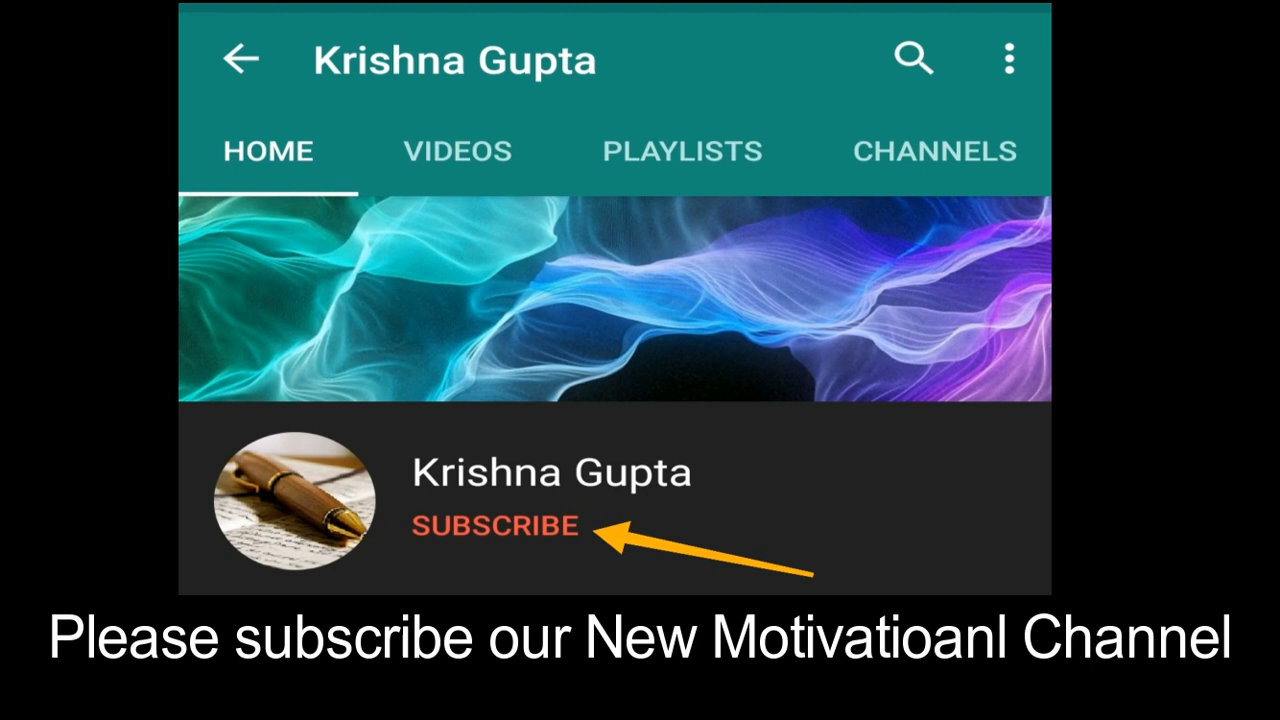 Krishna Gupta
HOME VIDEOS PLAYLISTS CHANNELS
Krishna Gupta
SUBSCRIBE
Please subscribe our New Motivatioanl Channel